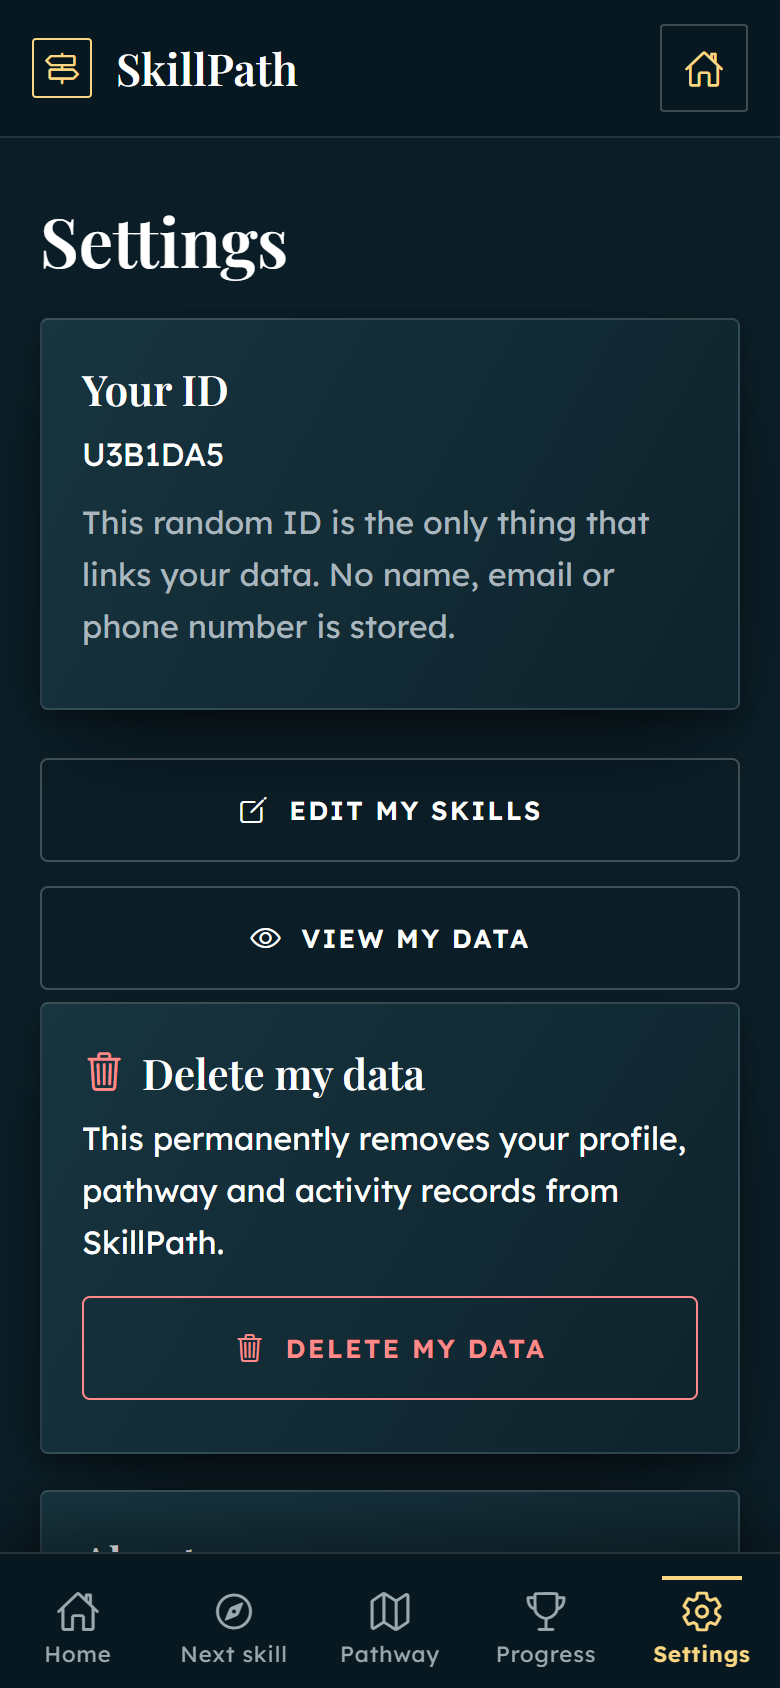 SkillPath
Settings
Your ID
U3B1DA5
This random ID is the only thing that
links your data. No name, email or
phone number is stored.
EDIT MY SKILLS
VIEW MY DATA
Delete my data
This permanently removes your profile,
pathway and activity records from
SkillPath.
DELETE MY DATA
Home
Next skill
Pathway
Progress
Settings